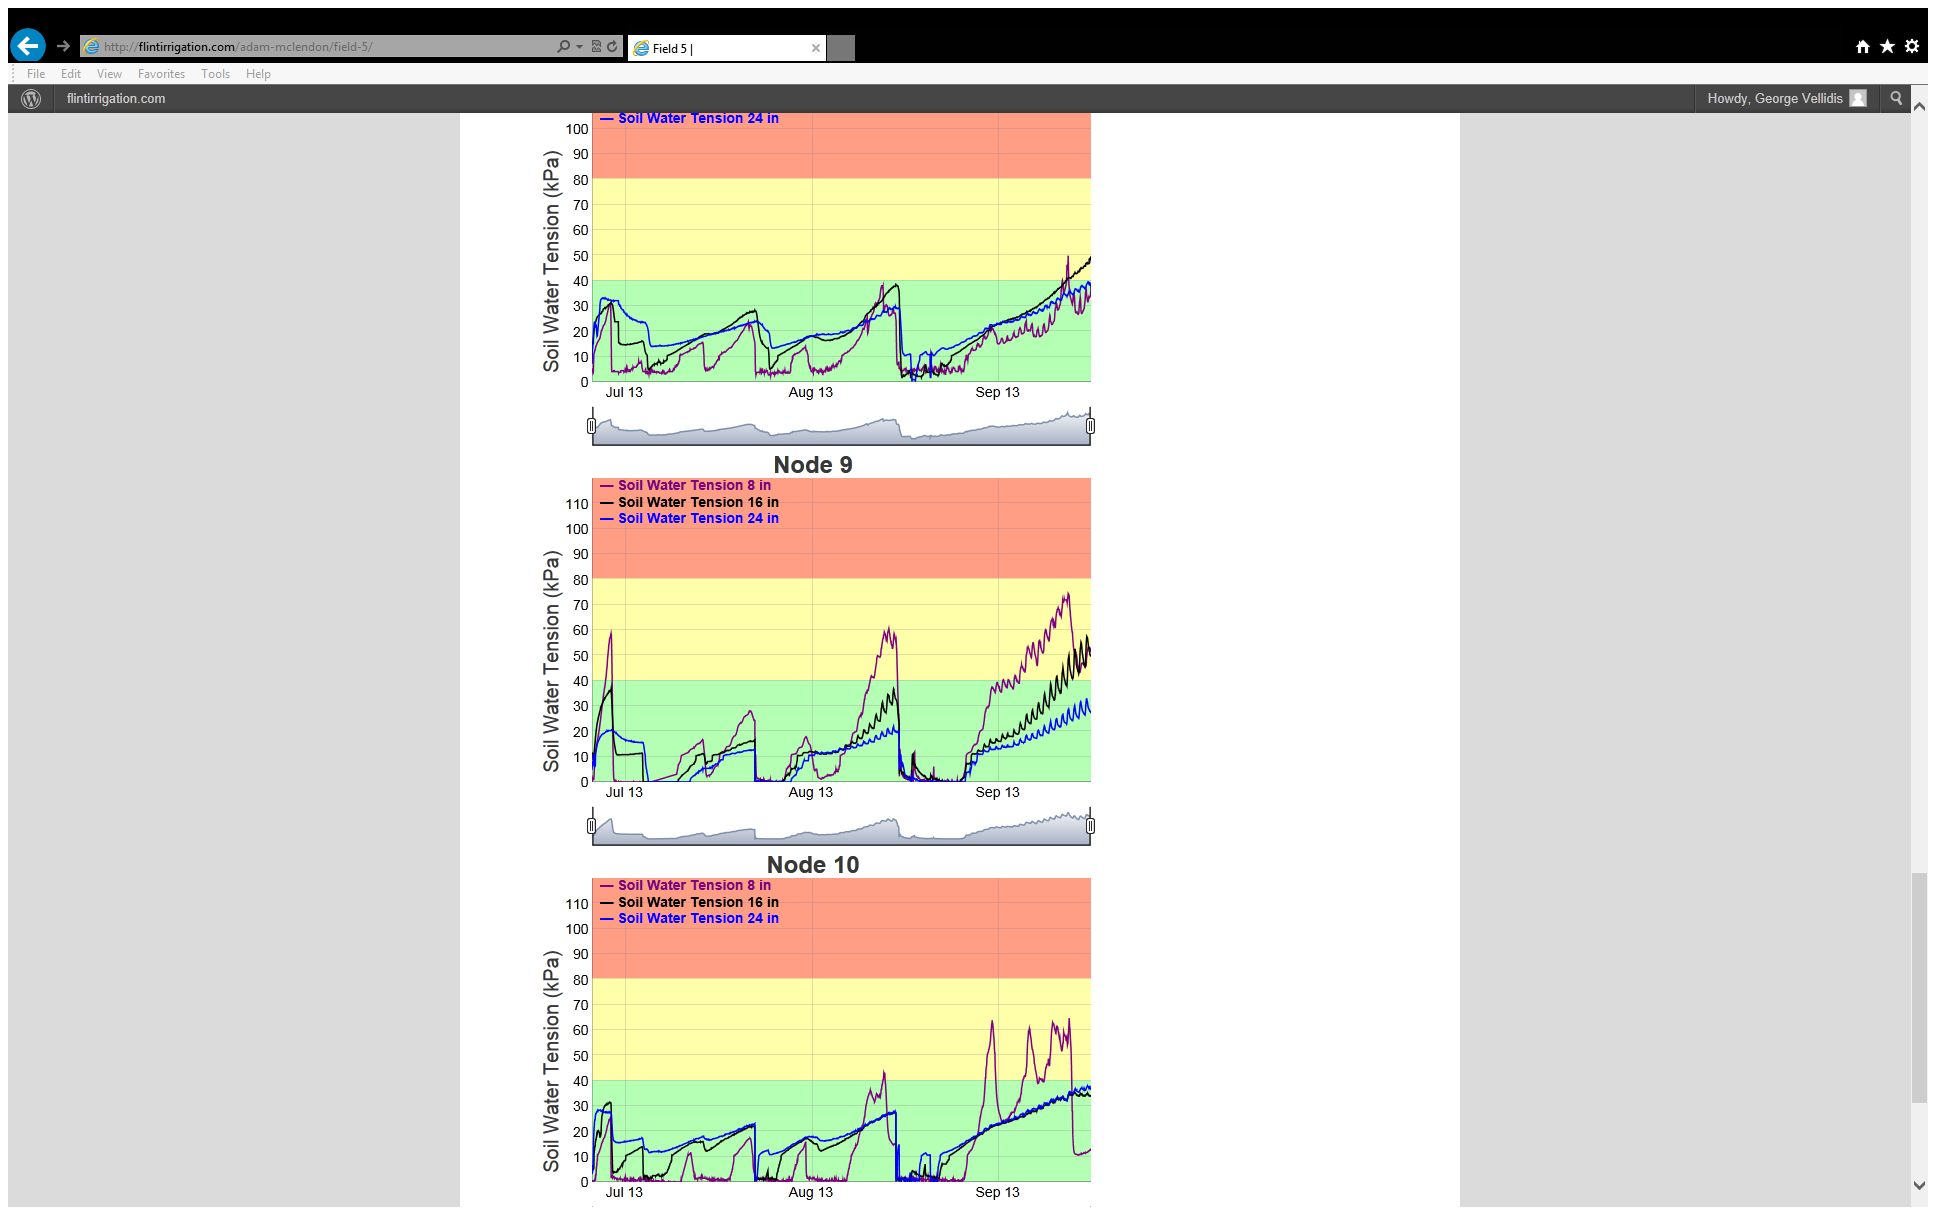 http://flintirrigation.com/adam-mclendon/field-5/
Field 5 |
File Edit View Favorites Tools Help
flintirrigation.com
Howdy, George Vellidis
Soil Water Tension 24 in
Soil Water Tension (kPa)
100
90
80
70
60
50
40
30
20
10
0
Jul 13 Aug 13 Sep 13
Node 9
Soil Water Tension 8 in
Soil Water Tension 16 in
Soil Water Tension 24 in
Soil Water Tension (kPa)
110
100
90
80
70
60
50
40
30
20
10
0
Jul 13 Aug 13 Sep 13
Node 10
Soil Water Tension 8 in
Soil Water Tension 16 in
Soil Water Tension 24 in
Soil Water Tension (kPa)
110
100
90
80
70
60
50
40
30
20
10
0
Jul 13 Aug 13 Sep 13